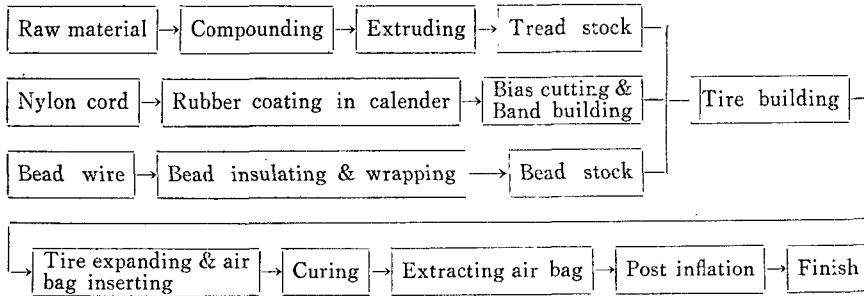 Raw material
Compounding
Extruding
Tread stock
Nylon cord
Rubber coating in calender
Bias cutting &
Band building
Tire building
Bead wire
Bead insulating & wrapping
Bead stock
Tire expanding & air
bag inserting
Curing
Extracting air bag
Post inflation
Finish